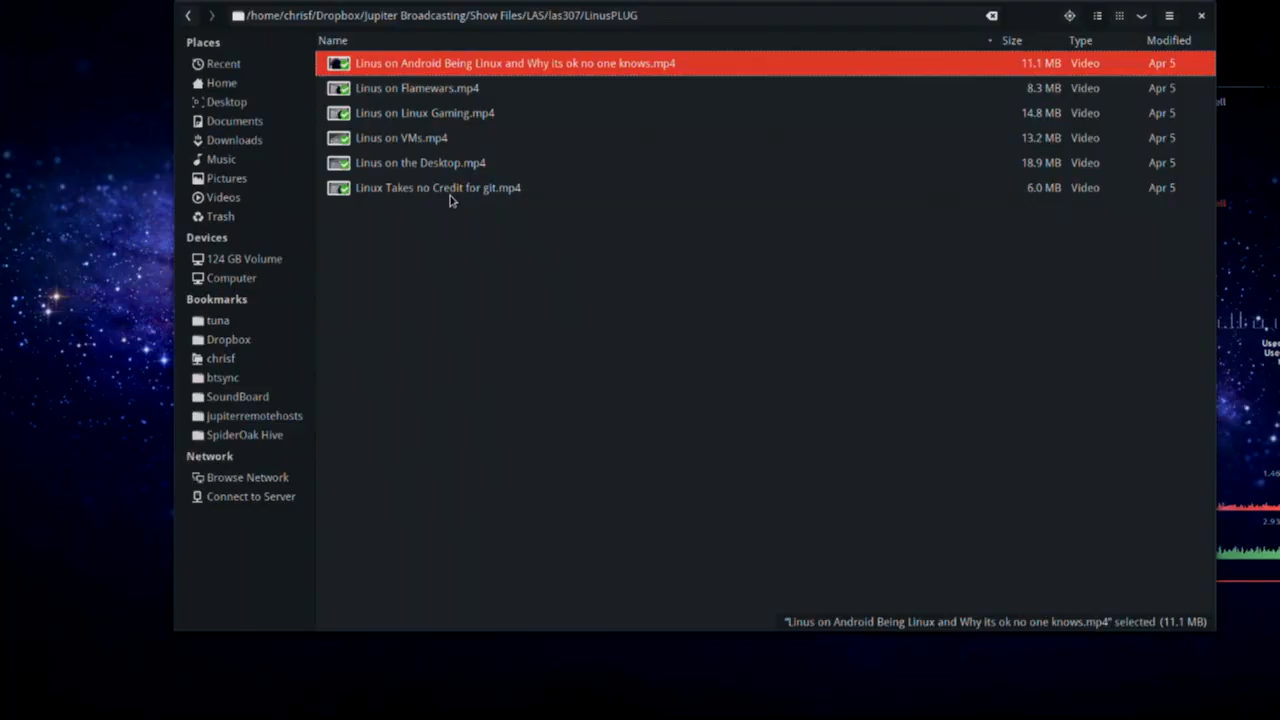 /home/chrisf/Dropbox/Jupiter Broadcasting/Show Files/LAS/las307/LinusPLUG
Places
Recent
Home
Desktop
Documents
Downloads
Music
Pictures
Videos
Trash
Devices
124 GB Volume
Computer
Bookmarks
tuna
Dropbox
chrisf
btsync
SoundBoard
jupiterremotehosts
SpiderOak Hive
Network
Browse Network
Connect to Server
Name Size Type Modified
Linus on Android Being Linux and Why its ok no one knows.mp4 11.1 MB Video Apr 5
Linus on Flamewars.mp4 8.3 MB Video Apr 5
Linus on Linux Gaming.mp4 14.8 MB Video Apr 5
Linus on VMs.mp4 13.2 MB Video Apr 5
Linus on the Desktop.mp4 18.9 MB Video Apr 5
Linux Takes no Credit for git.mp4 6.0 MB Video Apr 5
"Linus on Android Being Linux and Why its ok no one knows.mp4" selected (11.1 MB)